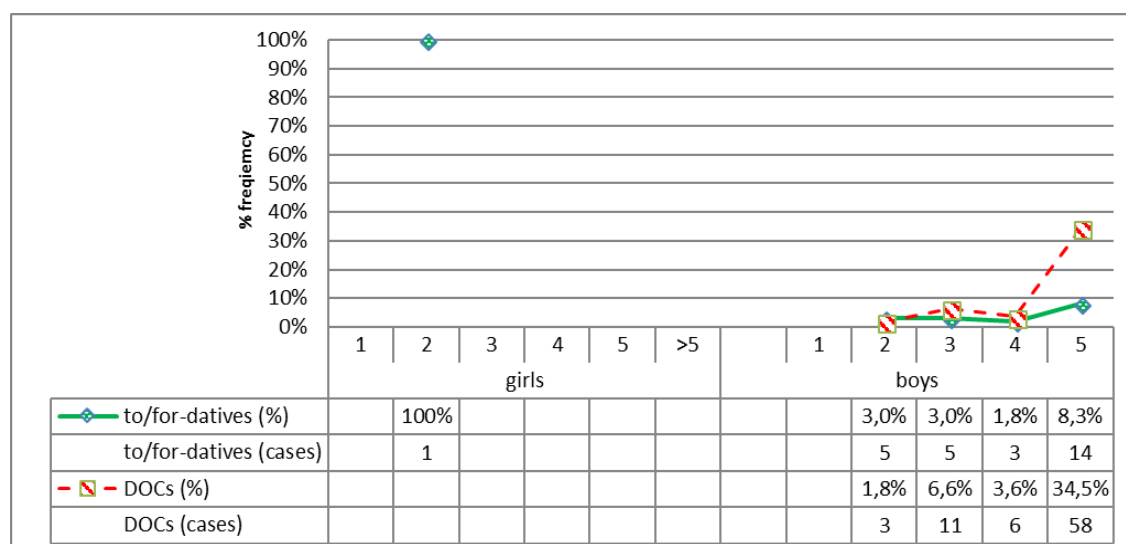 100%
90%
80%
70%
60%
50%
40%
30%
20%
10%
0%
% freqiemcy
1 2 3 4 5 >5 1 2 3 4 5
girls boys
to/for-datives (%) 100% 3,0% 3,0% 1,8% 8,3%
to/for-datives (cases) 1 5 5 3 14
DOCs (%) 1,8% 6,6% 3,6% 34,5%
DOCs (cases) 3 11 6 58